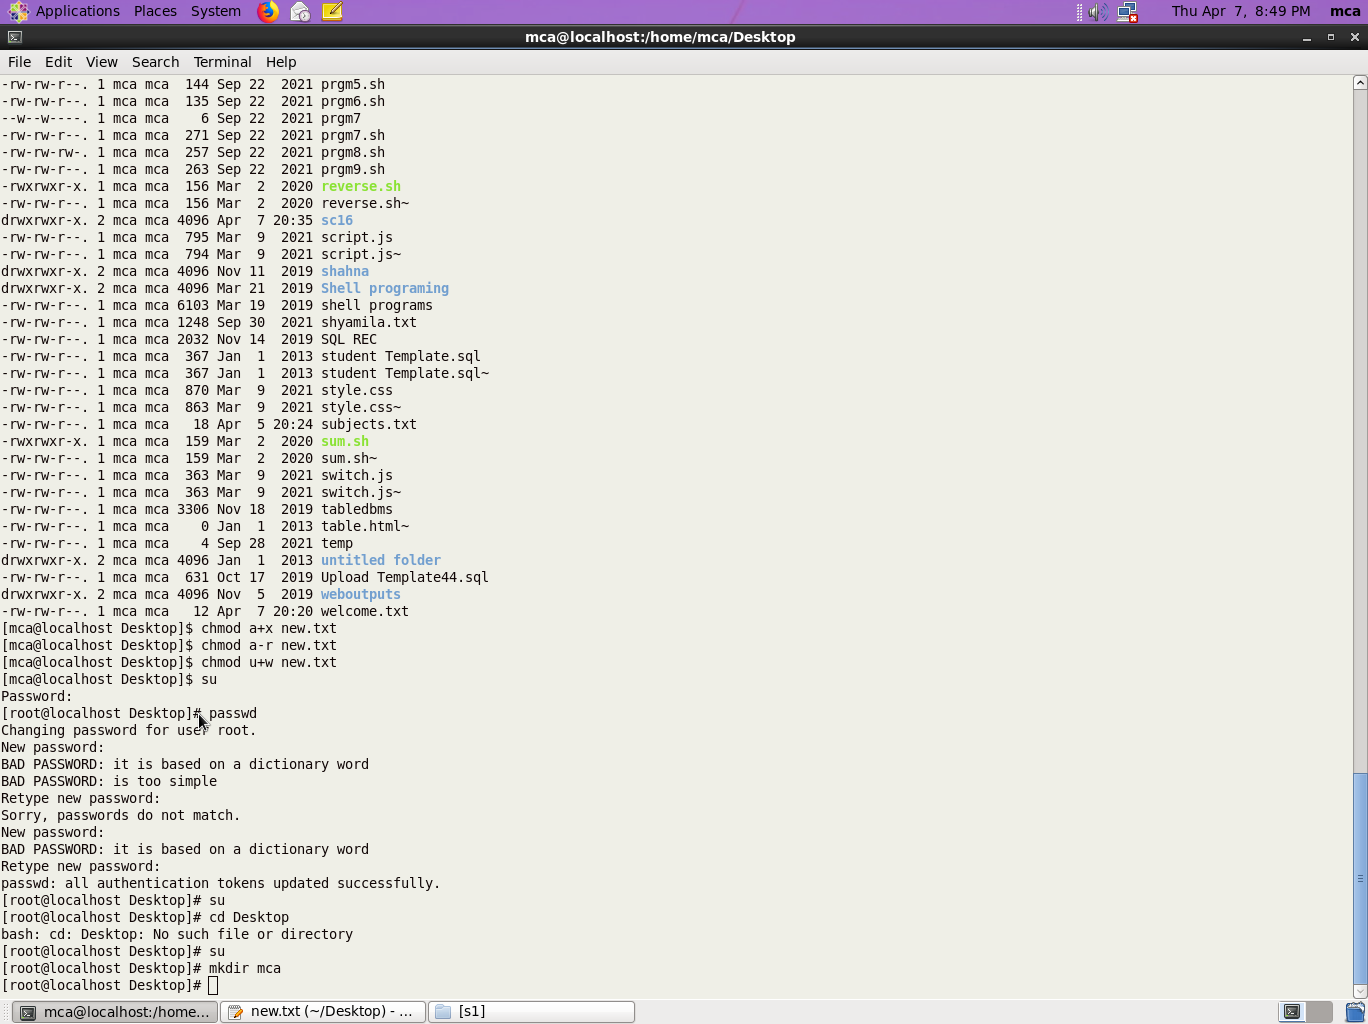 Applications Places System Thu Apr 7, 8:49 PM mca
mca@localhost:/home/mca/Desktop
File Edit View Search Terminal Help
-rw-rw-r--. 1 mca mca 144 Sep 22 2021 prgm5.sh
-rw-rw-r--. 1 mca mca 135 Sep 22 2021 prgm6.sh
--w--w----. 1 mca mca 6 Sep 22 2021 prgm7
-rw-rw-r--. 1 mca mca 271 Sep 22 2021 prgm7.sh
-rw-rw-rw-. 1 mca mca 257 Sep 22 2021 prgm8.sh
-rw-rw-r--. 1 mca mca 263 Sep 22 2021 prgm9.sh
-rwxrwxr-x. 1 mca mca 156 Mar 2 2020 reverse.sh
-rw-rw-r--. 1 mca mca 156 Mar 2 2020 reverse.sh~
drwxrwxr-x. 2 mca mca 4096 Apr 7 20:35 sc16
-rw-rw-r--. 1 mca mca 795 Mar 9 2021 script.js
-rw-rw-r--. 1 mca mca 794 Mar 9 2021 script.js~
drwxrwxr-x. 2 mca mca 4096 Nov 11 2019 shahna
drwxrwxr-x. 2 mca mca 4096 Mar 21 2019 Shell programing
-rw-rw-r--. 1 mca mca 6103 Mar 19 2019 shell programs
-rw-rw-r--. 1 mca mca 1248 Sep 30 2021 shyamila.txt
-rw-rw-r--. 1 mca mca 2032 Nov 14 2019 SQL REC
-rw-rw-r--. 1 mca mca 367 Jan 1 2013 student Template.sql
-rw-rw-r--. 1 mca mca 367 Jan 1 2013 student Template.sql~
-rw-rw-r--. 1 mca mca 870 Mar 9 2021 style.css
-rw-rw-r--. 1 mca mca 863 Mar 9 2021 style.css~
-rw-rw-r--. 1 mca mca 18 Apr 5 20:24 subjects.txt
-rwxrwxr-x. 1 mca mca 159 Mar 2 2020 sum.sh
-rw-rw-r--. 1 mca mca 159 Mar 2 2020 sum.sh~
-rw-rw-r--. 1 mca mca 363 Mar 9 2021 switch.js
-rw-rw-r--. 1 mca mca 363 Mar 9 2021 switch.js~
-rw-rw-r--. 1 mca mca 3306 Nov 18 2019 tabledbms
-rw-rw-r--. 1 mca mca 0 Jan 1 2013 table.html~
-rw-rw-r--. 1 mca mca 4 Sep 28 2021 temp
drwxrwxr-x. 2 mca mca 4096 Jan 1 2013 untitled folder
-rw-rw-r--. 1 mca mca 631 Oct 17 2019 Upload Template44.sql
drwxrwxr-x. 2 mca mca 4096 Nov 5 2019 weboutputs
-rw-rw-r--. 1 mca mca 12 Apr 7 20:20 welcome.txt
[mca@localhost Desktop]$ chmod a+x new.txt
[mca@localhost Desktop]$ chmod a-r new.txt
[mca@localhost Desktop]$ chmod u+w new.txt
[mca@localhost Desktop]$ su
Password:
[root@localhost Desktop]# passwd
Changing password for user root.
New password:
BAD PASSWORD: it is based on a dictionary word
BAD PASSWORD: is too simple
Retype new password:
Sorry, passwords do not match.
New password:
BAD PASSWORD: it is based on a dictionary word
Retype new password:
passwd: all authentication tokens updated successfully.
[root@localhost Desktop]# su
[root@localhost Desktop]# cd Desktop
bash: cd: Desktop: No such file or directory
[root@localhost Desktop]# su
[root@localhost Desktop]# mkdir mca
[root@localhost Desktop]#
mca@localhost:/home... new.txt (~/Desktop) - ... [s1]